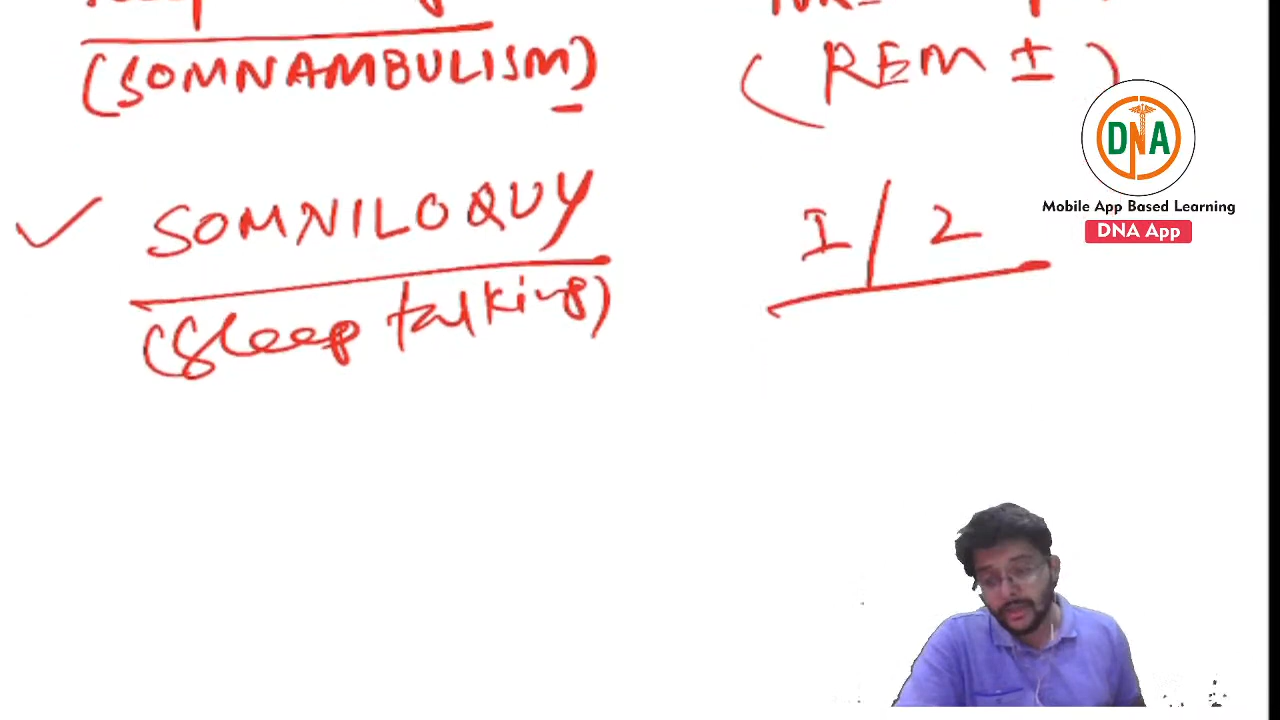 (SOMNAMBULISM)
(REM ±)
SOMNILOQUY
I/2
(Sleep talking)
DNA
Mobile App Based Learning
DNA App